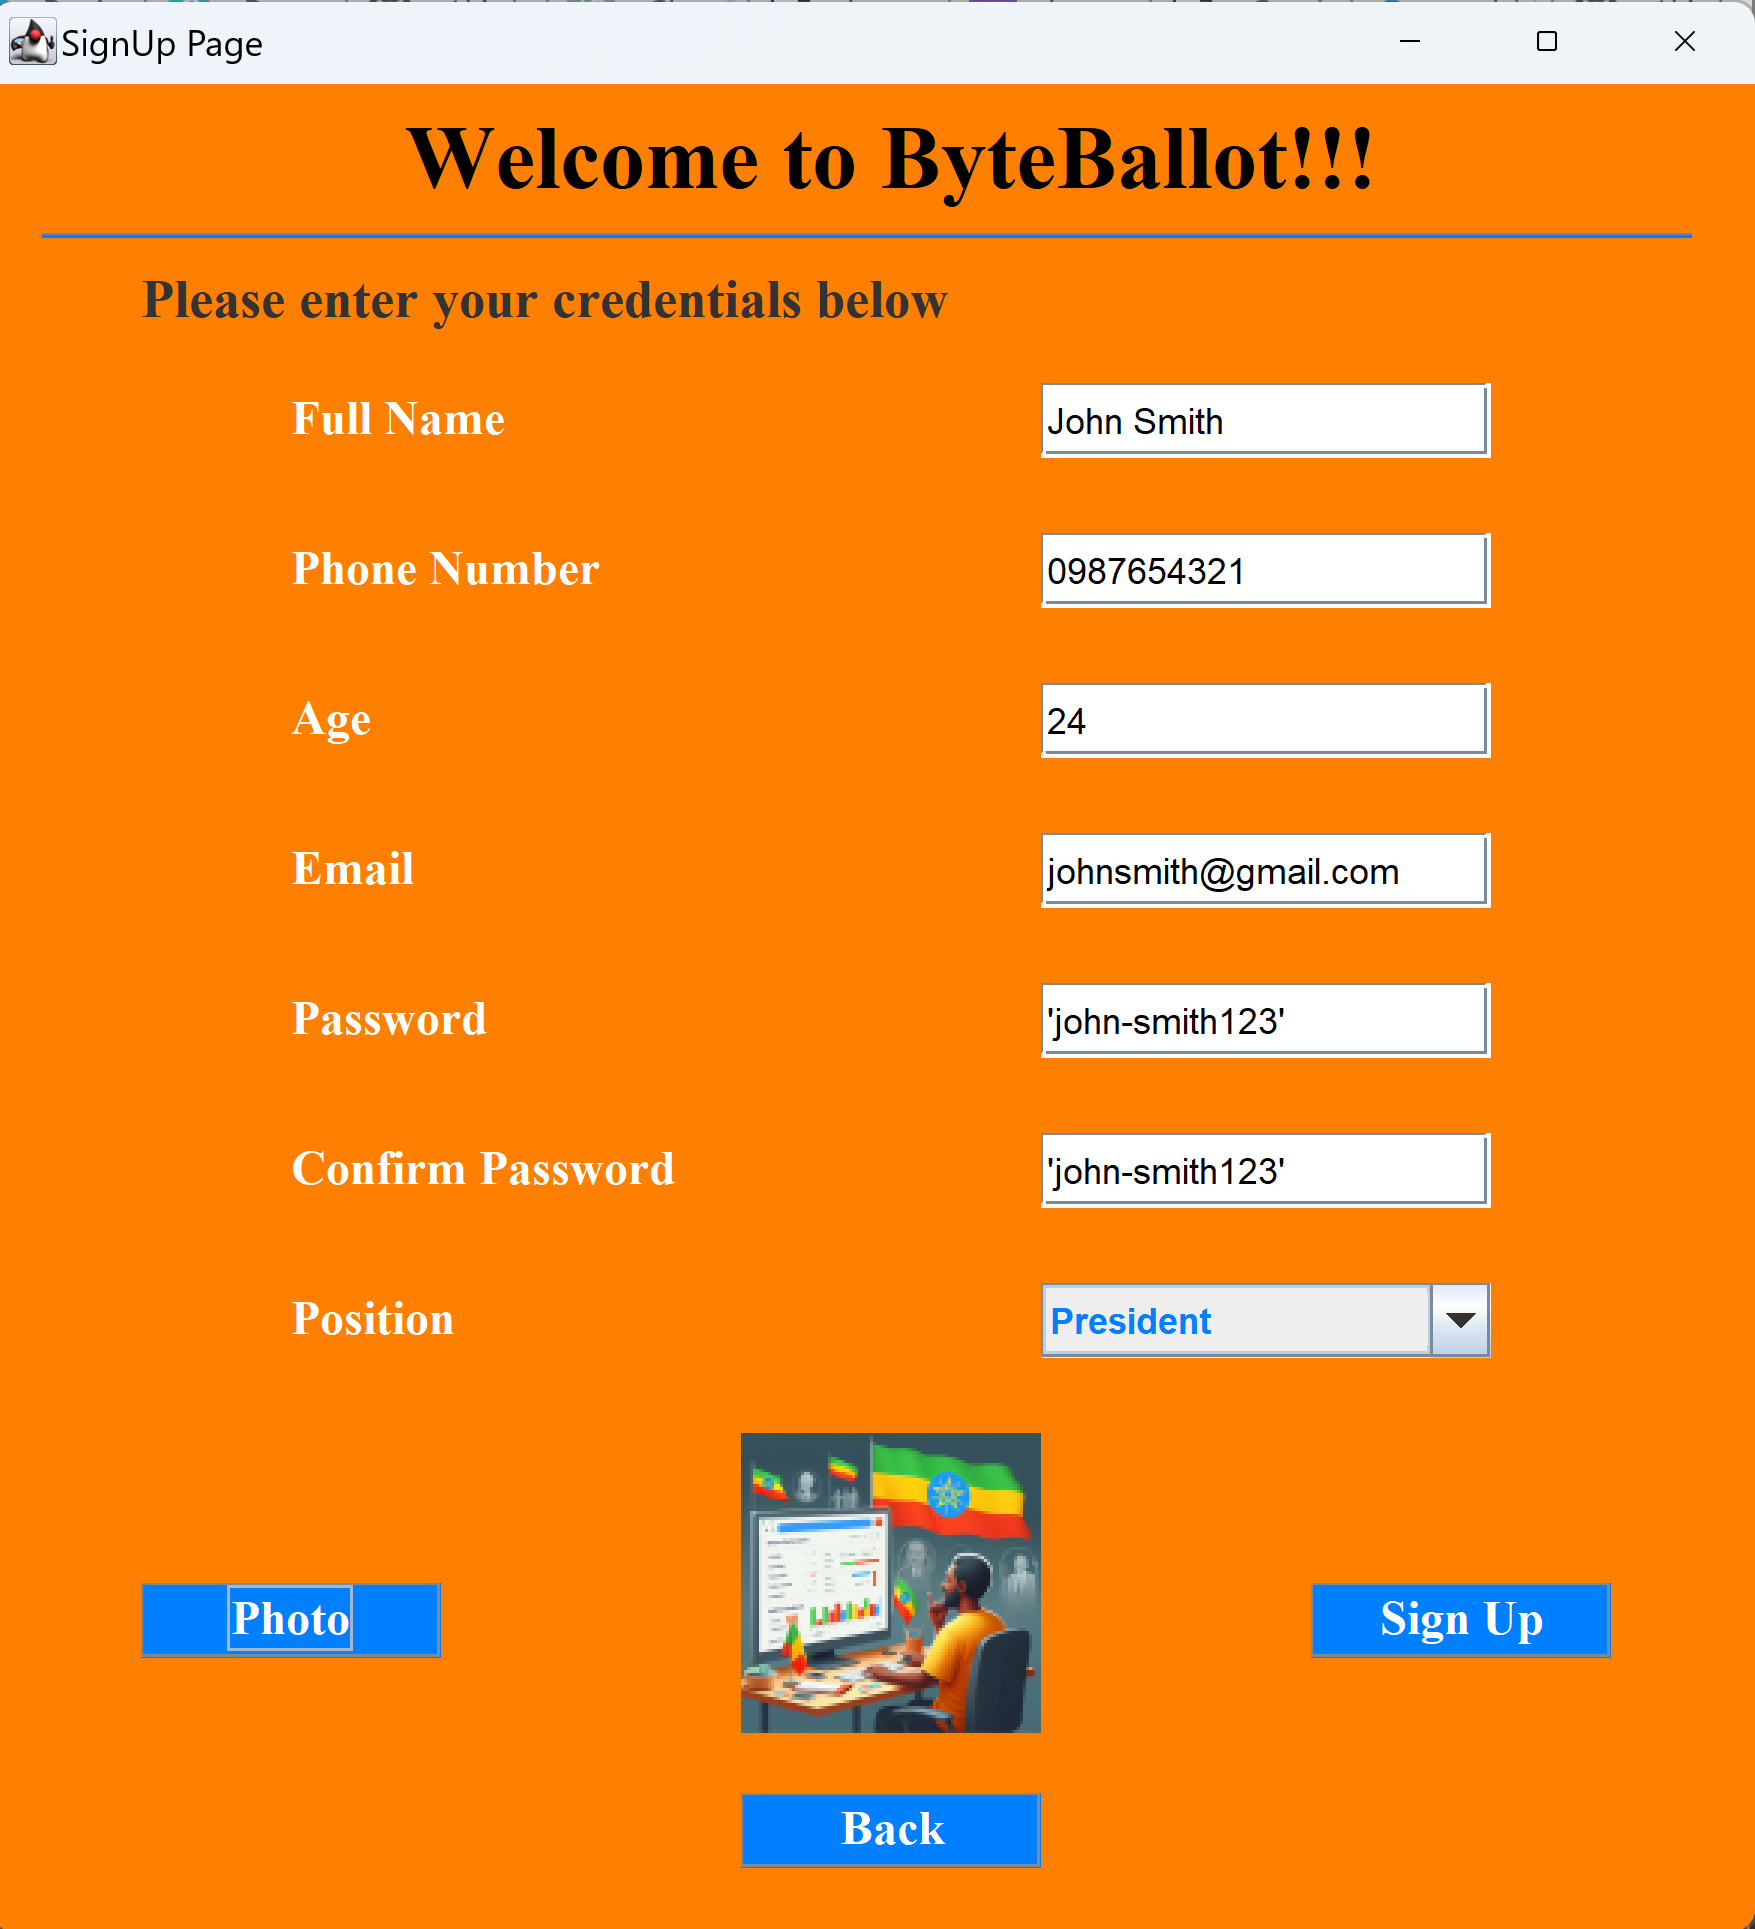 SignUp Page
Welcome to ByteBallot!!!
Please enter your credentials below
Full Name John Smith
Phone Number 0987654321
Age 24
Email johnsmith@gmail.com
Password 'john-smith123'
Confirm Password 'john-smith123'
Position President
Photo
Sign Up
Back